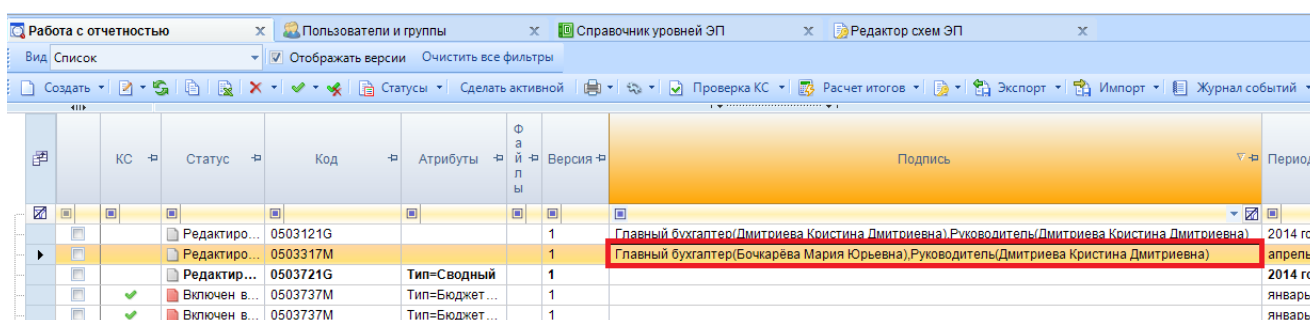 Работа с отчетностью x Пользователи и группы x Справочник уровней ЭП x Редактор схем ЭП x
Вид Список Отображать версии Очистить все фильтры
Создать Статусы Сделать активной Проверка КС Расчет итогов Экспорт Импорт Журнал событий
КС Статус Код Атрибуты Файлы Версия Подпись Период
Редактиро... 0503121G 1 Главный бухгалтер(Дмитриева Кристина Дмитриевна),Руководитель(Дмитриева Кристина Дмитриевна) 2014 го
Редактиро... 0503317M 1 Главный бухгалтер(Бочкарёва Мария Юрьевна),Руководитель(Дмитриева Кристина Дмитриевна) апрель
Редактир... 0503721G Тип=Сводный 1 2014 го
Включен в... 0503737M Тип=Бюджет... 1 январь
Включен в... 0503737M Тип=Бюджет... 1 январь